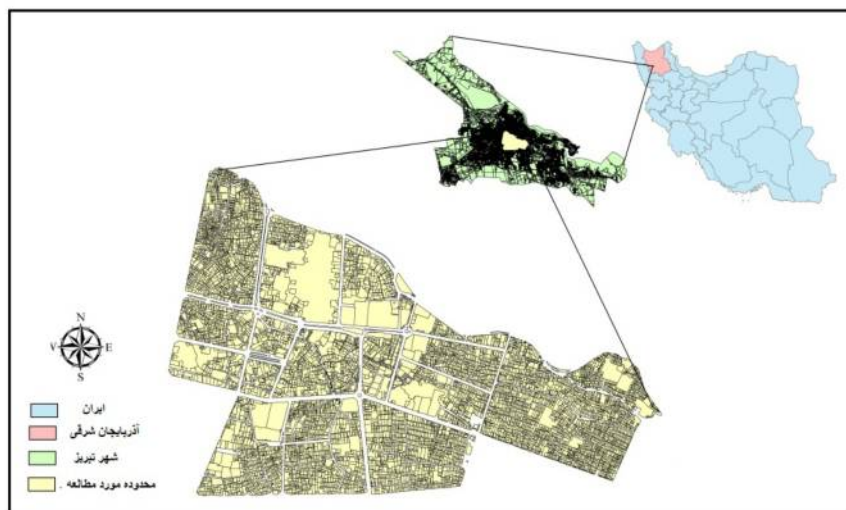 N
V E
S
ایران
آذربایجان شرقی
شهر تبریز
محدوده مورد مطالعه .